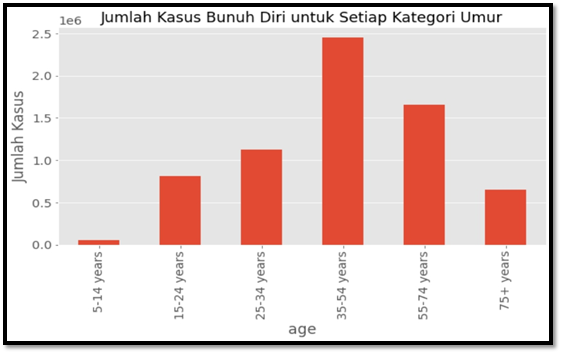 Jumlah Kasus Bunuh Diri untuk Setiap Kategori Umur
1e6
2.5
2.0
1.5
1.0
0.5
0.0
Jumlah Kasus
5-14 years
15-24 years
25-34 years
35-54 years
55-74 years
75+ years
age